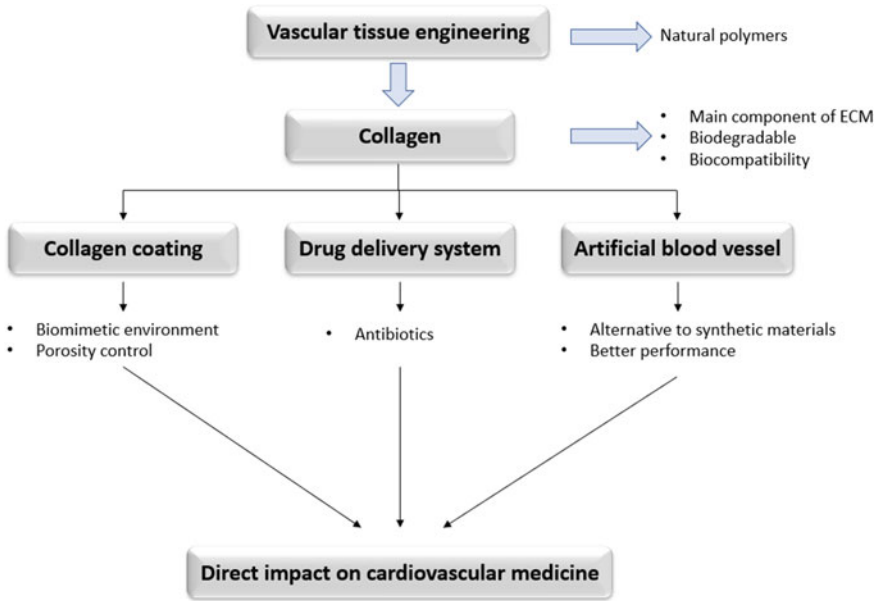 Vascular tissue engineering
Natural polymers
Collagen
• Main component of ECM
• Biodegradable
• Biocompatibility
Collagen coating
Drug delivery system
Artificial blood vessel
• Biomimetic environment
• Porosity control
• Antibiotics
• Alternative to synthetic materials
• Better performance
Direct impact on cardiovascular medicine